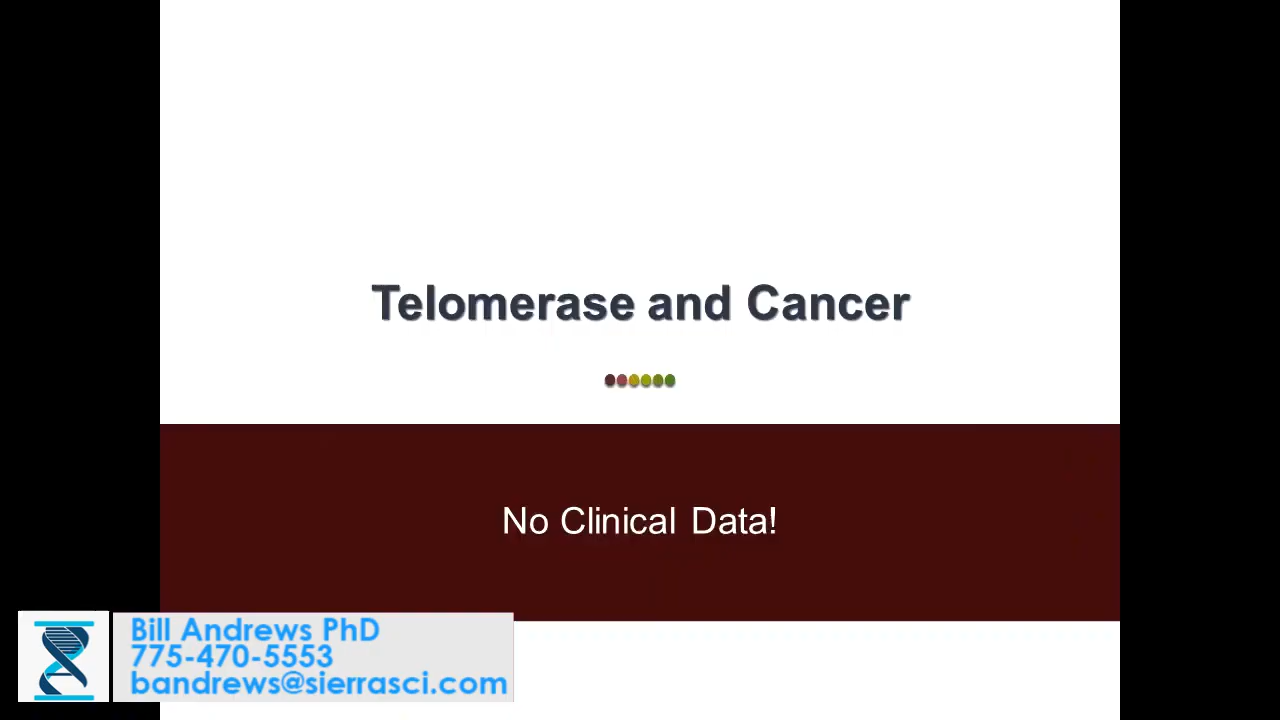 Telomerase and Cancer
No Clinical Data!
Bill Andrews PhD
775-470-5553
bandrews@sierrasci.com